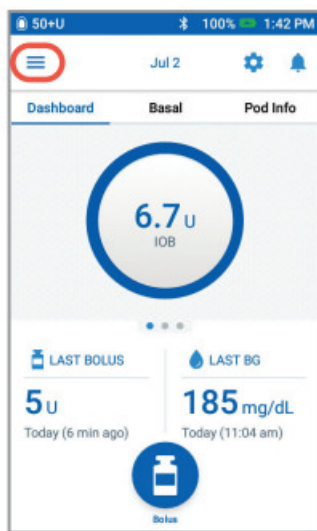 50+U 100% 1:42 PM
Jul 2
Dashboard Basal Pod Info
6.7 U
IOB
LAST BOLUS LAST BG
5 U 185 mg/dL
Today (6 min ago) Today (11:04 am)
Bolus